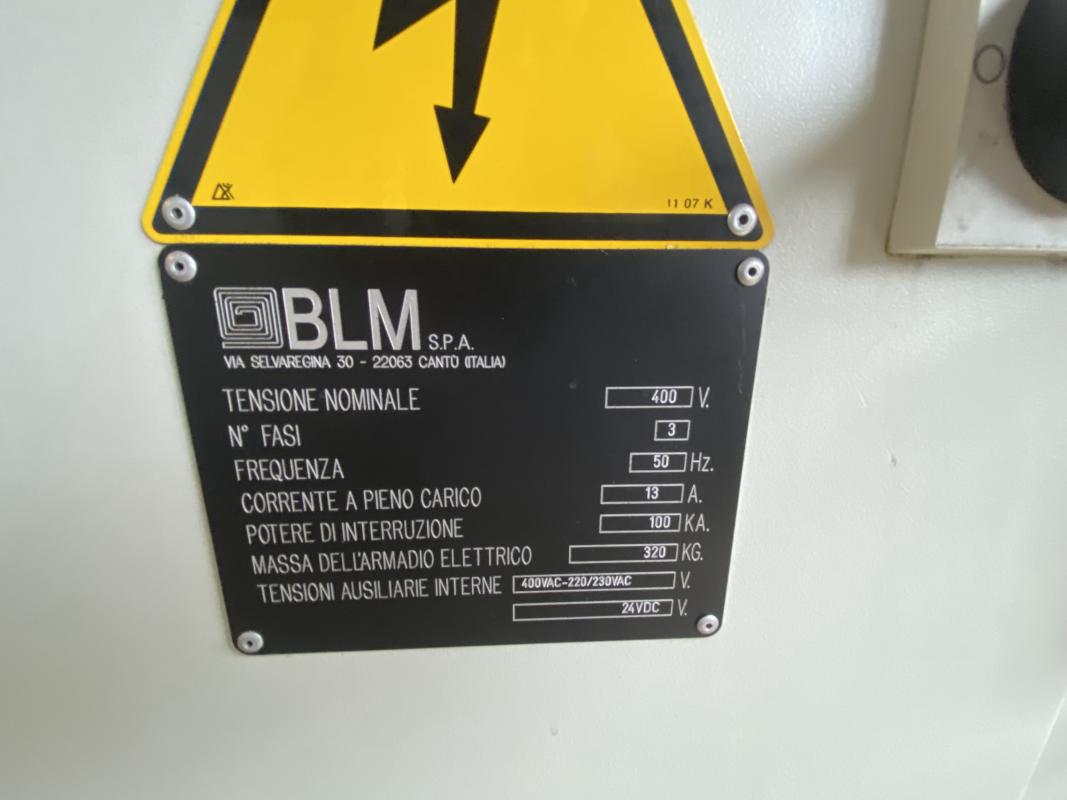 11 07 K
BLM S.P.A.
VIA SELVAREGINA 30 - 22063 CANTÙ (ITALIA)
TENSIONE NOMINALE 400 V.
N° FASI 3
FREQUENZA 50 Hz.
CORRENTE A PIENO CARICO 13 A.
POTERE DI INTERRUZIONE 100 KA.
MASSA DELL'ARMADIO ELETTRICO 320 KG.
TENSIONI AUSILIARIE INTERNE 400VAC-220/230VAC V.
24VDC V.